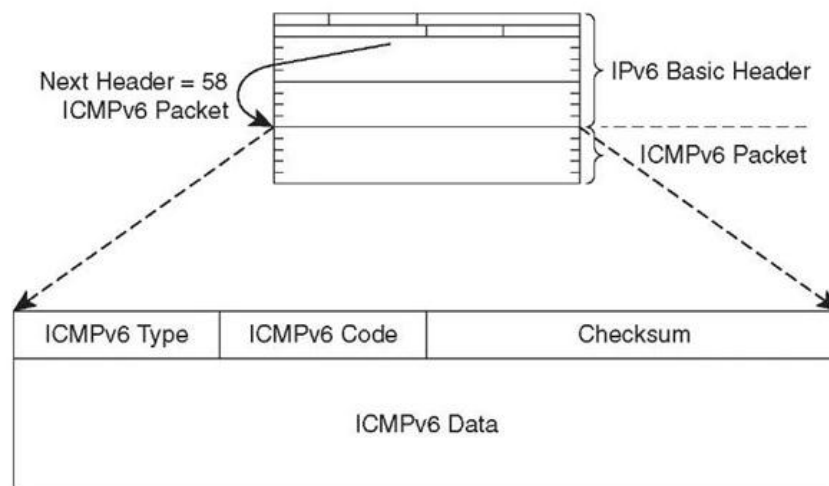 Next Header = 58
ICMPv6 Packet
IPv6 Basic Header
ICMPv6 Packet
ICMPv6 Type
ICMPv6 Code
Checksum
ICMPv6 Data